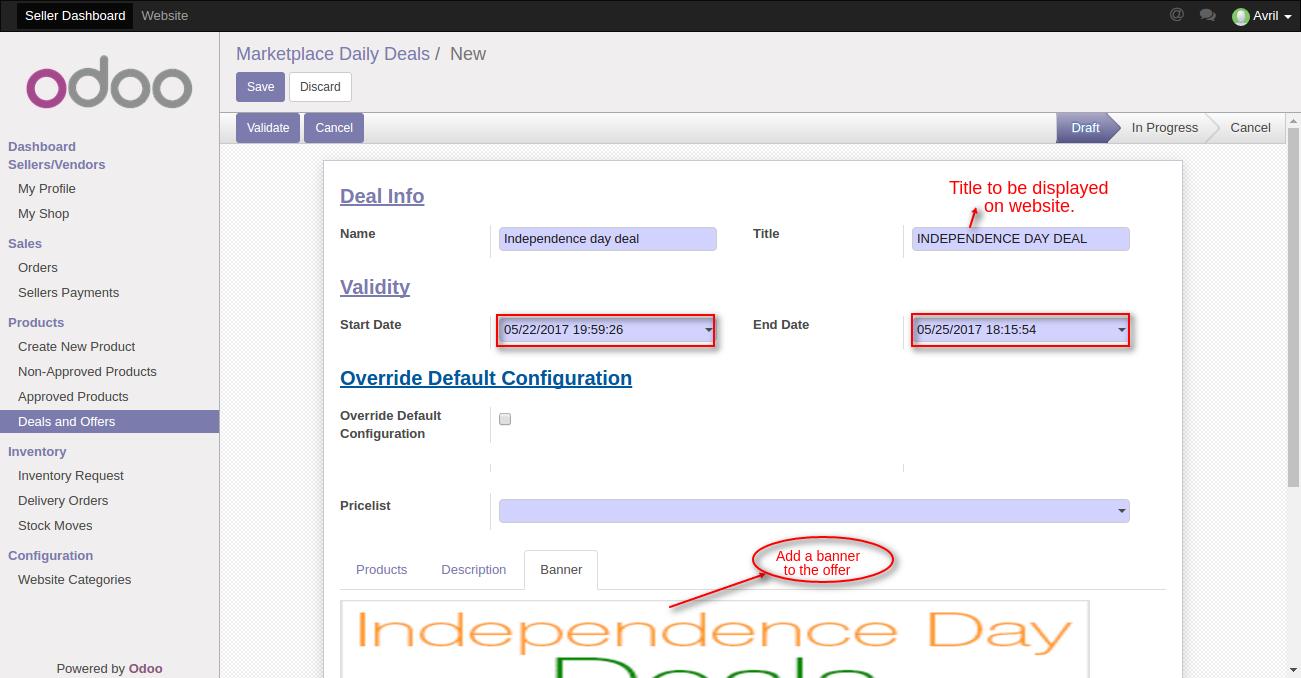 Seller Dashboard Website
@ Avril
odoo
Dashboard
Sellers/Vendors
My Profile
My Shop
Sales
Orders
Sellers Payments
Products
Create New Product
Non-Approved Products
Approved Products
Deals and Offers
Inventory
Inventory Request
Delivery Orders
Stock Moves
Configuration
Website Categories
Powered by Odoo
Marketplace Daily Deals / New
Save Discard
Validate Cancel
Draft In Progress Cancel
Deal Info
Title to be displayed
on website.
Name Independence day deal Title INDEPENDENCE DAY DEAL
Validity
Start Date 05/22/2017 19:59:26 End Date 05/25/2017 18:15:54
Override Default Configuration
Override Default
Configuration
Pricelist
Add a banner
to the offer
Products Description Banner
Independence Day
Deals